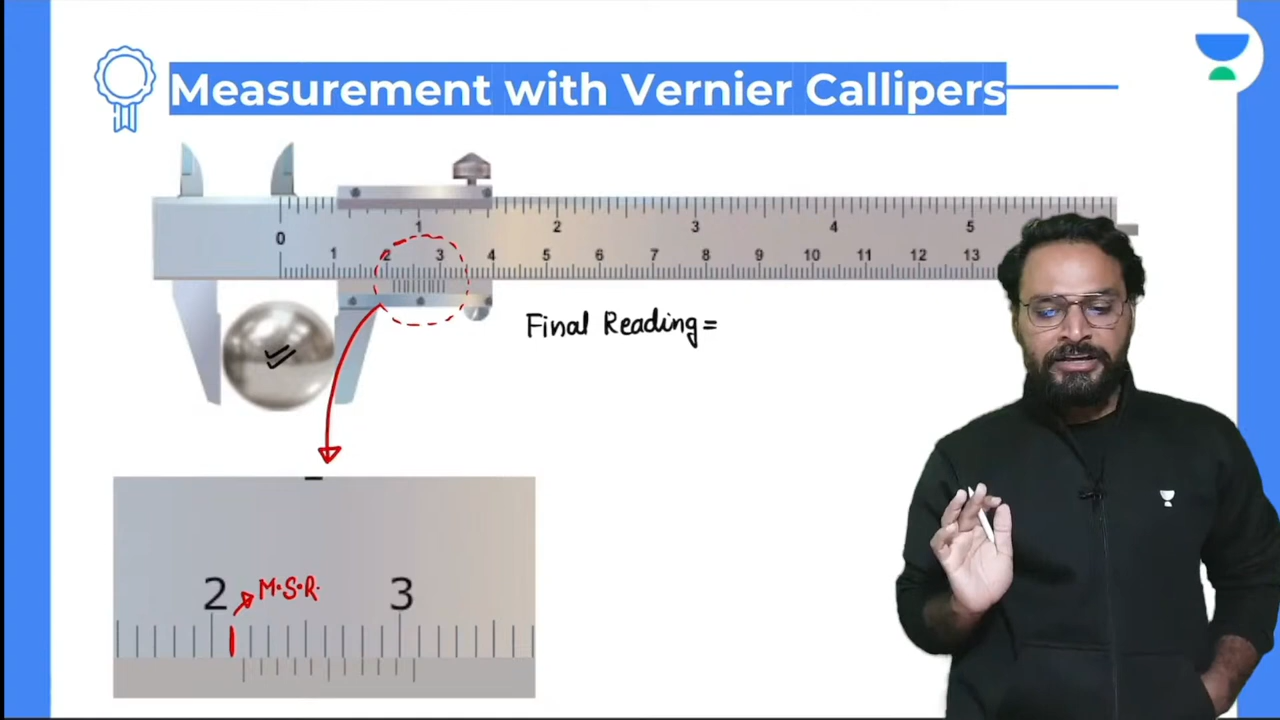 Measurement with Vernier Callipers
1 2 3 4 5
0
1 2 3 4 5 6 7 8 9 10 11 12 13
Final Reading=
2 M.S.R. 3